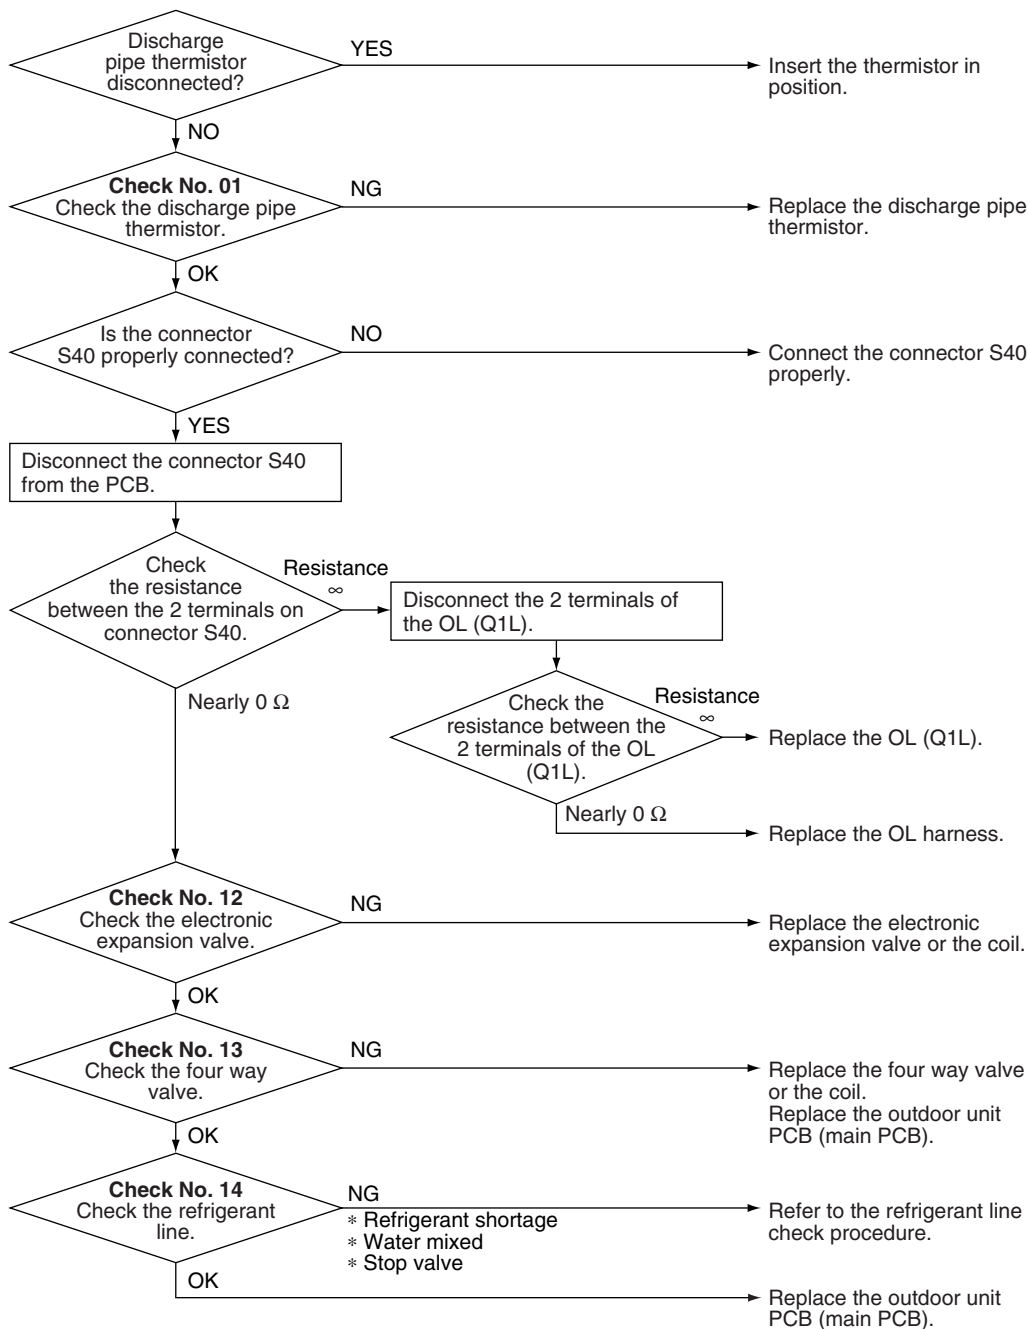 Discharge
pipe thermistor
disconnected?
YES
Insert the thermistor in
position.
NO
Check No. 01
Check the discharge pipe
thermistor.
NG
Replace the discharge pipe
thermistor.
OK
Is the connector
S40 properly connected?
NO
Connect the connector S40
properly.
YES
Disconnect the connector S40
from the PCB.
Check
the resistance
between the 2 terminals on
connector S40.
Resistance
∞
Disconnect the 2 terminals of
the OL (Q1L).
Nearly 0 Ω
Check the
resistance between the
2 terminals of the OL
(Q1L).
Resistance
∞
Replace the OL (Q1L).
Nearly 0 Ω
Replace the OL harness.
Check No. 12
Check the electronic
expansion valve.
NG
Replace the electronic
expansion valve or the coil.
OK
Check No. 13
Check the four way
valve.
NG
Replace the four way valve
or the coil.
Replace the outdoor unit
PCB (main PCB).
OK
Check No. 14
Check the refrigerant
line.
NG
∗ Refrigerant shortage
∗ Water mixed
∗ Stop valve
Refer to the refrigerant line
check procedure.
OK
Replace the outdoor unit
PCB (main PCB).